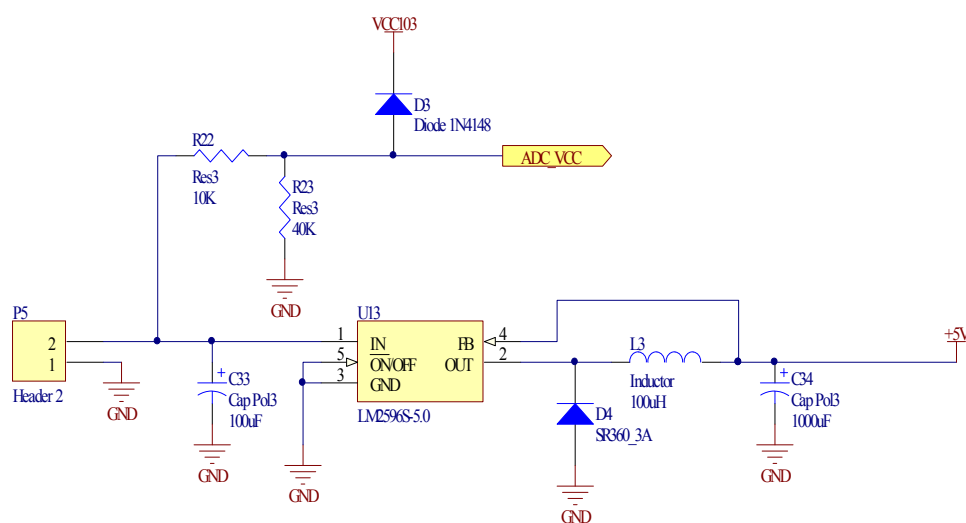 VCC103
D3
Diode 1N4148
R22
Res3
10K
ADC_VCC
R23
Res3
40K
GND
P5
2
1
Header 2
GND
C33
Cap Pol3
100uF
GND
U13
1
IN
5
ON/OFF
3
GND
FB
4
OUT
2
LM2596S-5.0
GND
L3
Inductor
100uH
D4
SR360_3A
GND
+5V
C34
Cap Pol3
1000uF
GND
+
+